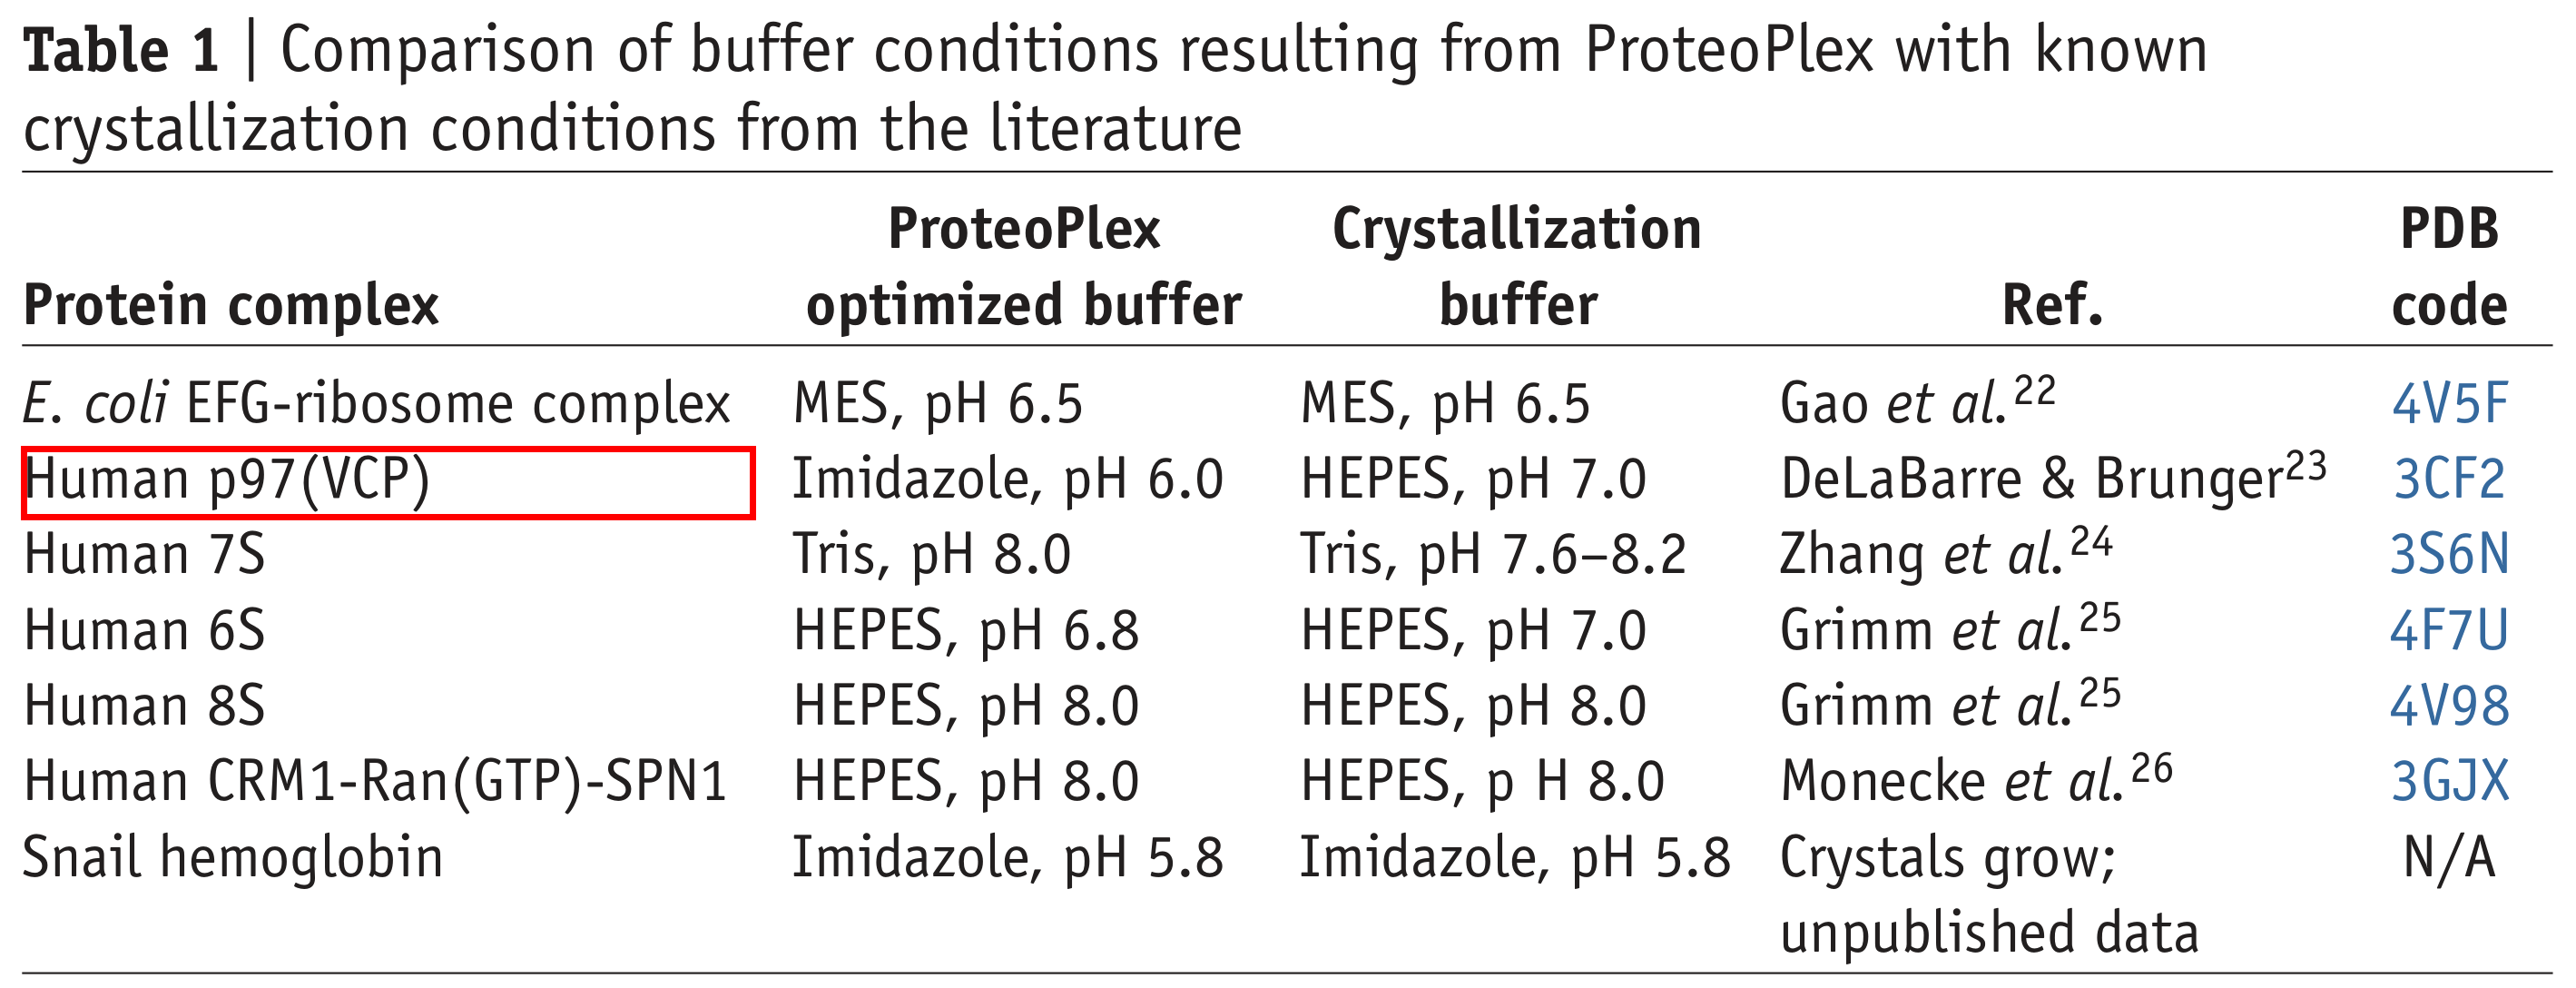 Table 1 | Comparison of buffer conditions resulting from ProteoPlex with known
crystallization conditions from the literature
Protein complex ProteoPlex optimized buffer Crystallization buffer Ref. PDB code
E. coli EFG-ribosome complex MES, pH 6.5 MES, pH 6.5 Gao et al.22 4V5F
Human p97(VCP) Imidazole, pH 6.0 HEPES, pH 7.0 DeLaBarre & Brunger23 3CF2
Human 7S Tris, pH 8.0 Tris, pH 7.6–8.2 Zhang et al.24 3S6N
Human 6S HEPES, pH 6.8 HEPES, pH 7.0 Grimm et al.25 4F7U
Human 8S HEPES, pH 8.0 HEPES, pH 8.0 Grimm et al.25 4V98
Human CRM1-Ran(GTP)-SPN1 HEPES, pH 8.0 HEPES, p H 8.0 Monecke et al.26 3GJX
Snail hemoglobin Imidazole, pH 5.8 Imidazole, pH 5.8 Crystals grow; N/A
unpublished data